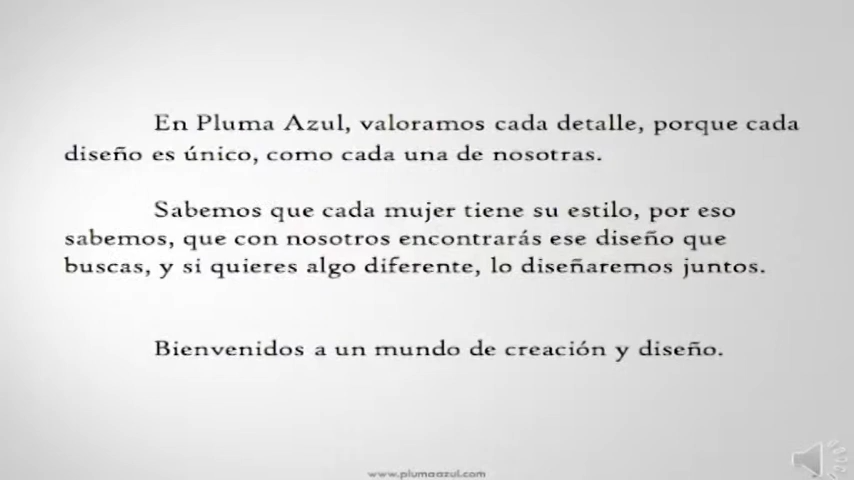 En Pluma Azul, valoramos cada detalle, porque cada
diseño es único, como cada una de nosotras.
Sabemos que cada mujer tiene su estilo, por eso
sabemos, que con nosotros encontrarás ese diseño que
buscas, y si quieres algo diferente, lo diseñaremos juntos.
Bienvenidos a un mundo de creación y diseño.
www.plumaazul.com